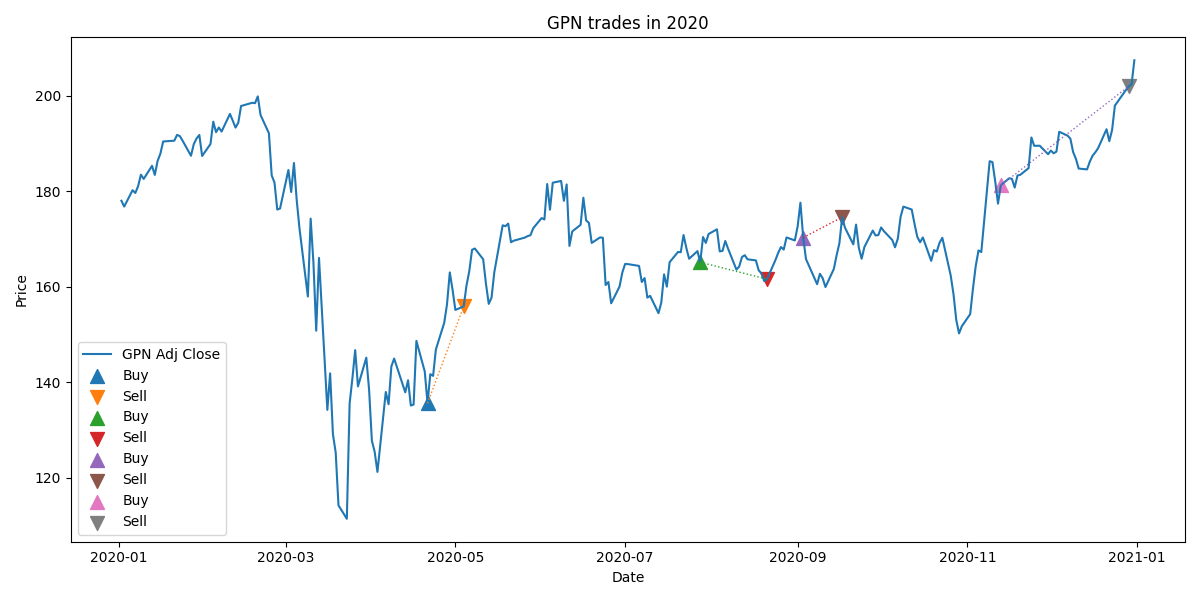 GPN trades in 2020
Price
200
180
160
140
120
GPN Adj Close
Buy
Sell
Buy
Sell
Buy
Sell
Buy
Sell
2020-01 2020-03 2020-05 2020-07 2020-09 2020-11 2021-01
Date